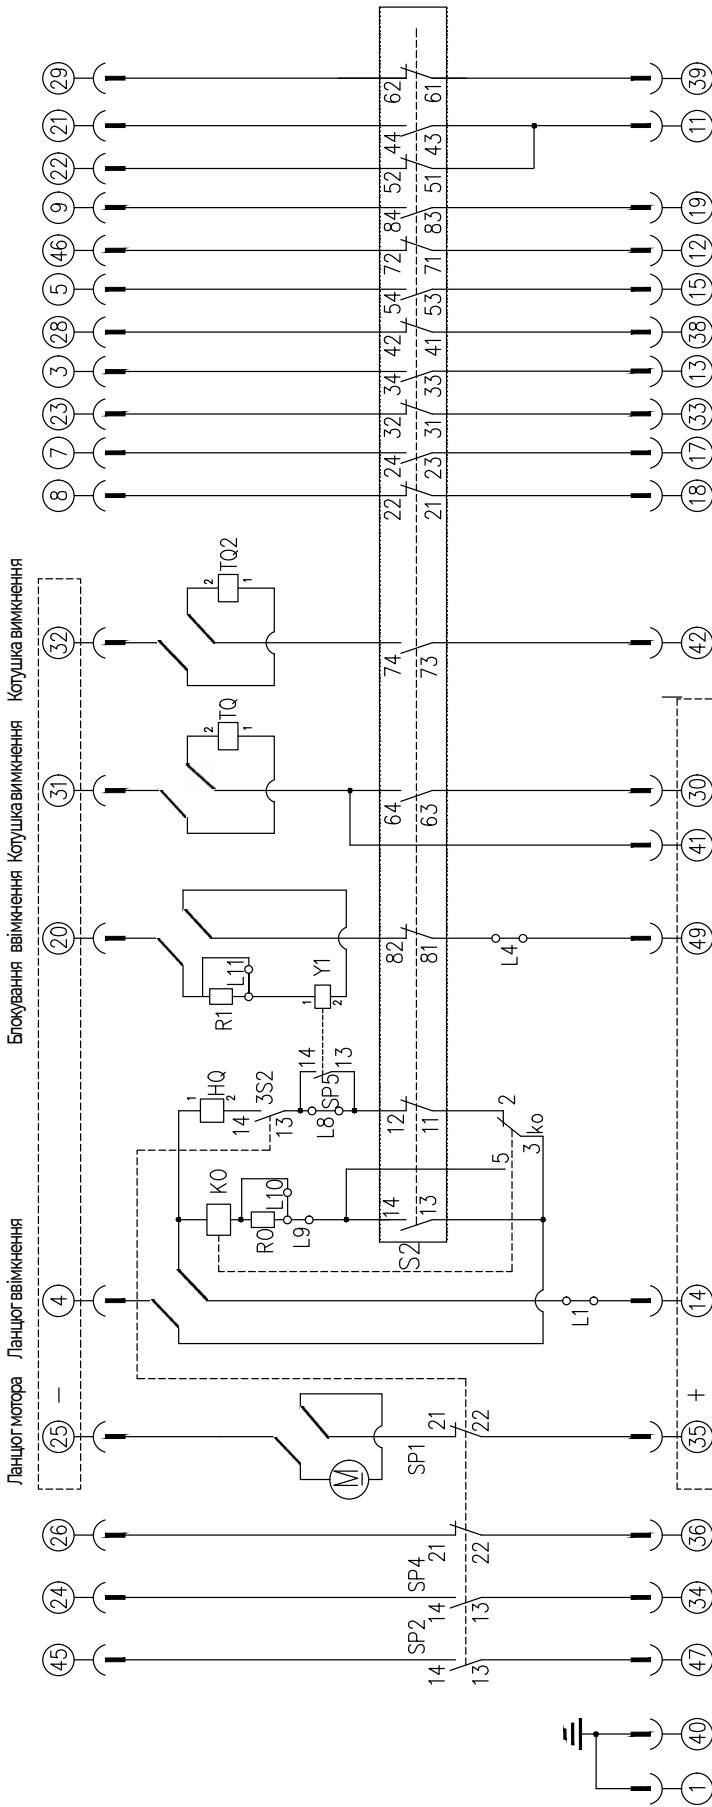 Ланцюг мотора Ланцюг ввімкнення Блокування ввімкнення Котушка вимкнення Котушка вимкнення
45 24 26 25 − 4 20 31 32 8 7 23 3 28 5 46 9 22 21 29
M
K0
R0
L10
L9
1 HQ 2
14 3S2 13
L8
14 SP5 13
R1
L11
1 Y1 2
2 TQ 1
2 TQ2 1
SP2 14 13
SP4 14 13
21 22
SP1 21 22
S2
14 13
12 11
82 81
64 63
74 73
22 21
24 23
32 31
34 33
42 41
54 53
72 71
84 83
52 51
44 43
62 61
5
2
3 ko
L1
L4
1 40 47 34 36 35 + 14 49 41 30 42 18 17 33 13 38 15 12 19 11 39